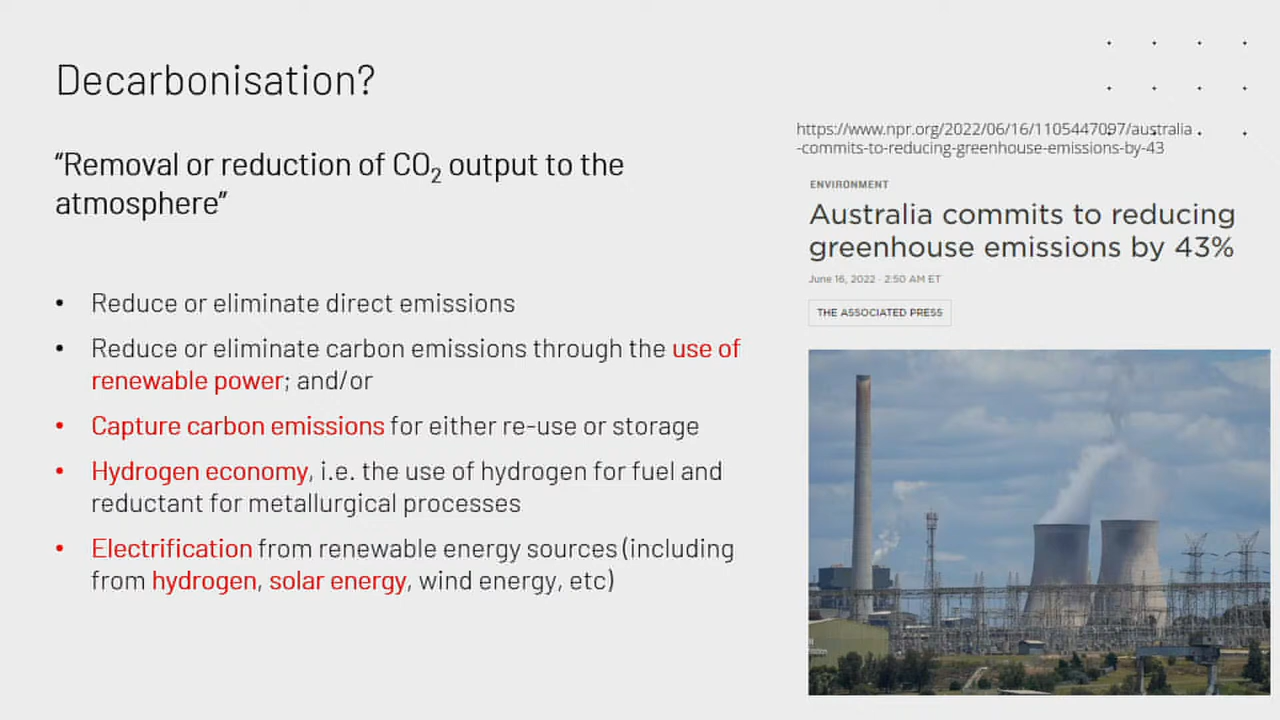 Decarbonisation?
“Removal or reduction of CO₂ output to the
atmosphere”
• Reduce or eliminate direct emissions
• Reduce or eliminate carbon emissions through the use of
renewable power; and/or
• Capture carbon emissions for either re-use or storage
• Hydrogen economy, i.e. the use of hydrogen for fuel and
reductant for metallurgical processes
• Electrification from renewable energy sources (including
from hydrogen, solar energy, wind energy, etc)
https://www.npr.org/2022/06/16/1105447097/australia
-commits-to-reducing-greenhouse-emissions-by-43
ENVIRONMENT
Australia commits to reducing
greenhouse emissions by 43%
June 16, 2022 · 2:50 AM ET
THE ASSOCIATED PRESS